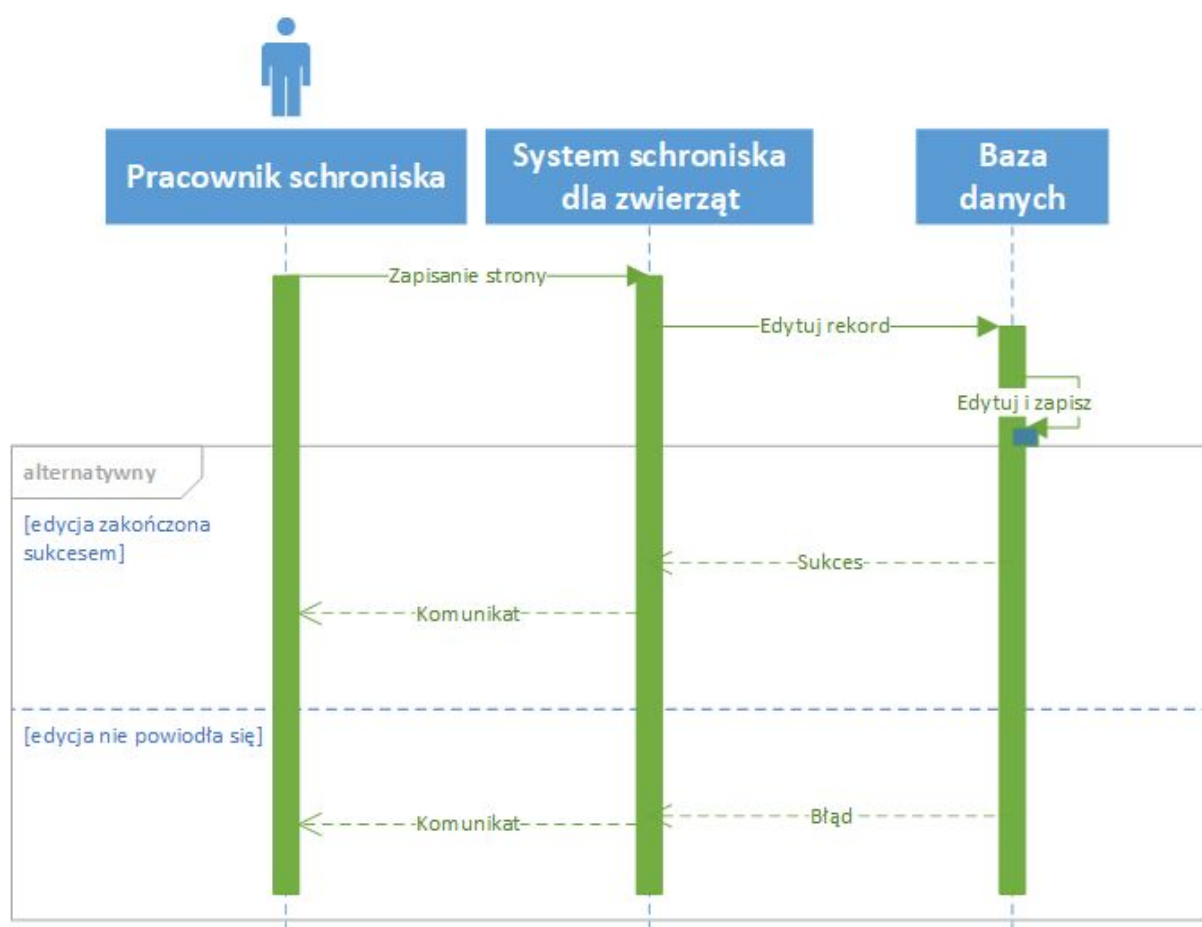 Pracownik schroniska
System schroniska
dla zwierząt
Baza
danych
Zapisanie strony
Edytuj rekord
Edytuj i zapisz
alternatywny
[edycja zakończona
sukcesem]
Sukces
Komunikat
[edycja nie powiodła się]
Błąd
Komunikat